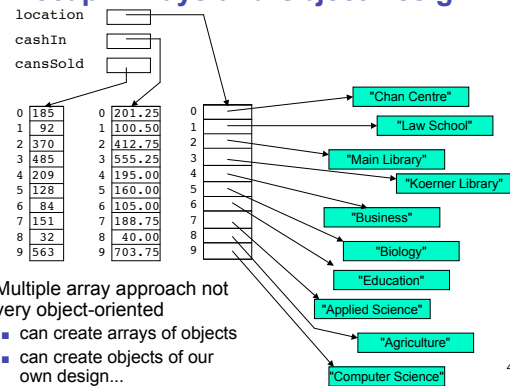 location
cashIn
cansSold
0 185
1 92
2 370
3 485
4 209
5 128
6 84
7 151
8 32
9 563
0 201.25
1 100.50
2 412.75
3 555.25
4 195.00
5 160.00
6 105.00
7 188.75
8 40.00
9 703.75
0
1
2
3
4
5
6
7
8
9
"Chan Centre"
"Law School"
"Main Library"
"Koerner Library"
"Business"
"Biology"
"Education"
"Applied Science"
"Agriculture"
"Computer Science"
Multiple array approach not
very object-oriented
can create arrays of objects
can create objects of our
own design...
4